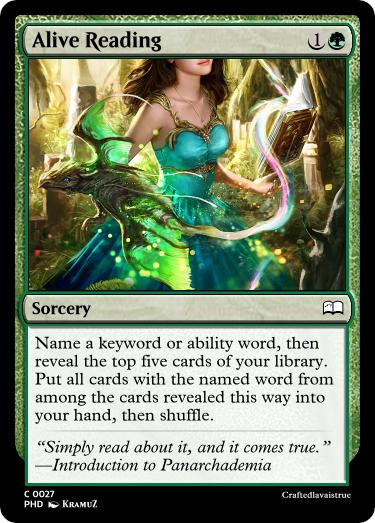 Alive Reading 1
Sorcery
Name a keyword or ability word, then
reveal the top five cards of your library.
Put all cards with the named word from
among the cards revealed this way into
your hand, then shuffle.
“Simply read about it, and it comes true.”
—Introduction to Panarchademia
C 0027
PHD KramuZ
Craftedlavaistrue